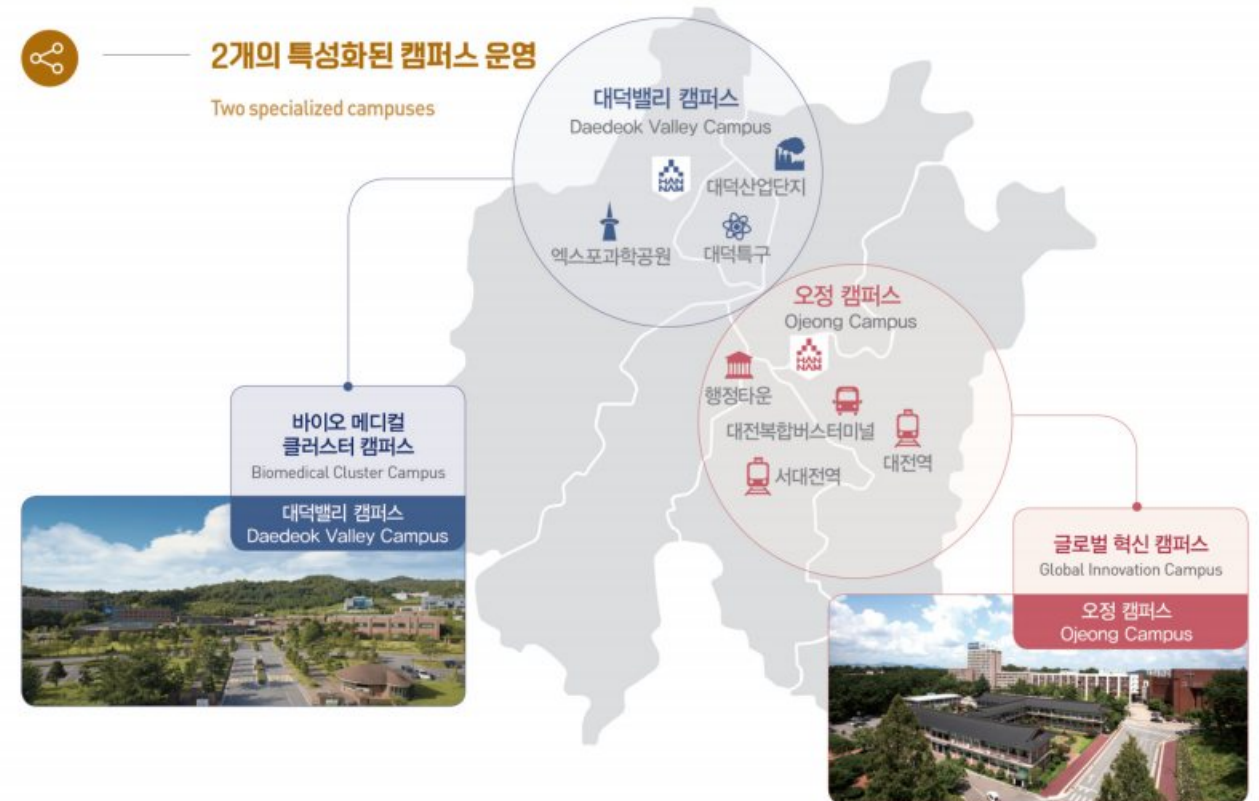 2개의 특성화된 캠퍼스 운영
Two specialized campuses
대덕밸리 캠퍼스
Daedeok Valley Campus
HAN
NAM
대덕산업단지
엑스포과학공원
대덕특구
오정 캠퍼스
Ojeong Campus
HAN
NAM
행정타운
대전복합버스터미널
대전역
서대전역
바이오 메디컬
클러스터 캠퍼스
Biomedical Cluster Campus
대덕밸리 캠퍼스
Daedeok Valley Campus
글로벌 혁신 캠퍼스
Global Innovation Campus
오정 캠퍼스
Ojeong Campus